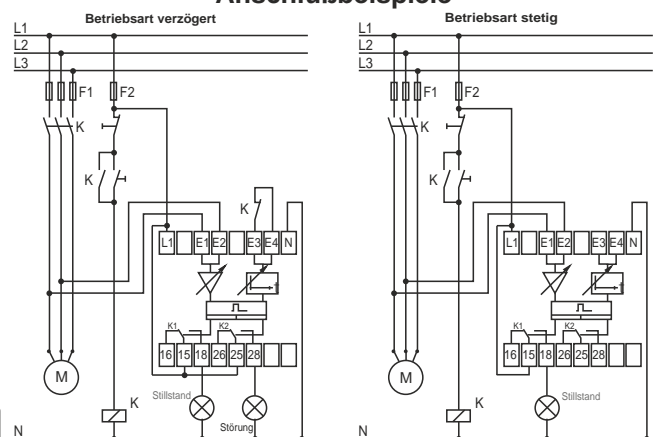 Anschlußbeispiele
Betriebsart verzögert
L1
L2
L3
F1
F2
K
K
K
L1 E1 E2 E3 E4 N
t
K1
K2
16 15 18 26 25 28
M
Stillstand
Störung
K
N
Betriebsart stetig
L1
L2
L3
F1
F2
K
K
L1 E1 E2 E3 E4 N
t
K1
K2
16 15 18 26 25 28
M
Stillstand
K
N